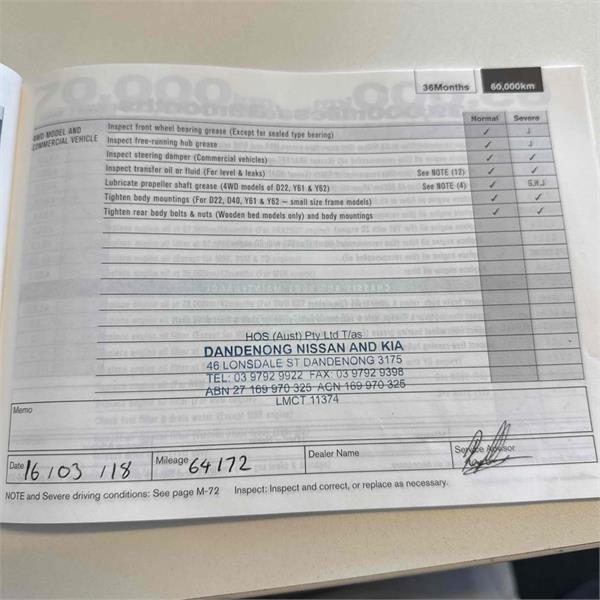 36Months 60,000km
Normal Severe
4WD MODEL AND
COMMERCIAL VEHICLE
Inspect front wheel bearing grease (Except for sealed type bearing) ✓ J
Inspect free-running hub grease ✓ J
Inspect steering damper (Commercial vehicles) ✓ ✓
Inspect transfer oil or fluid (For level & leaks) See NOTE (12) ✓ ✓
Lubricate propeller shaft grease (4WD models of D22, Y61 & Y62) See NOTE (4) ✓ G,H,J
Tighten body mountings (For D22, D40, Y61 & Y62 – small size frame models) ✓ ✓
Tighten rear body bolts & nuts (Wooden bed models only) and body mountings ✓ ✓
HOS (Aust) Pty Ltd T/as
DANDENONG NISSAN AND KIA
46 LONSDALE ST DANDENONG 3175
TEL: 03 9792 9922 FAX: 03 9792 9398
ABN 27 169 970 325 ACN 169 970 325
LMCT 11374
Memo
Date 16 / 03 / 18 Mileage 64172 Dealer Name Service Advisor
NOTE and Severe driving conditions: See page M-72 Inspect: Inspect and correct, or replace as necessary.